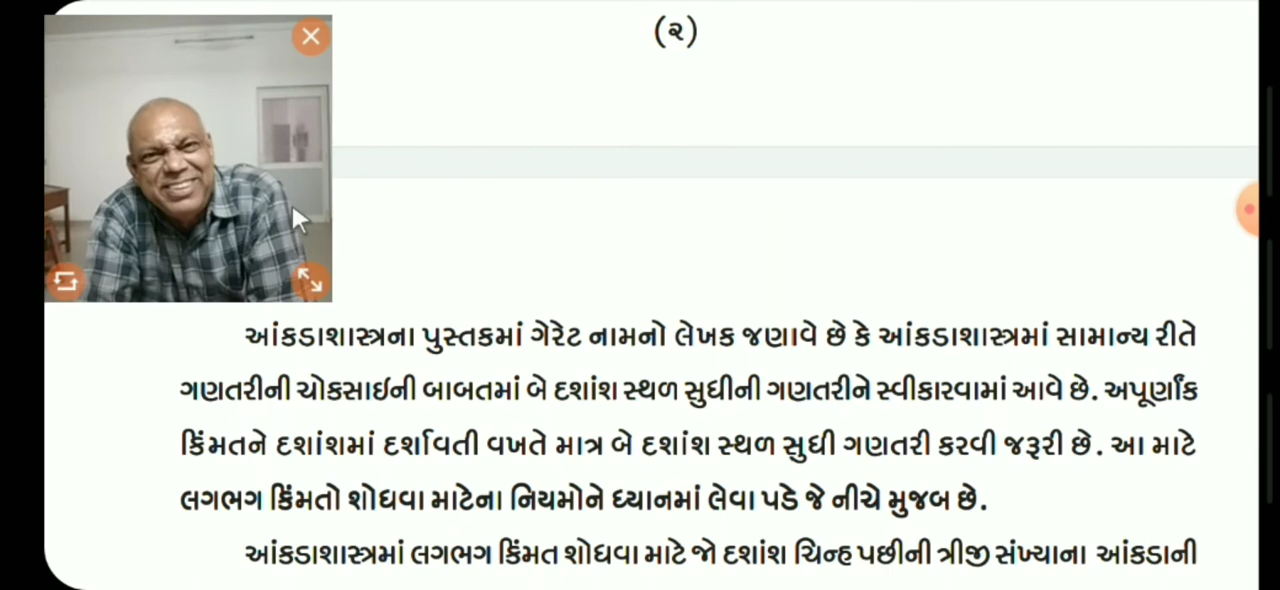 (૨)
આંકડાશાસ્ત્રના પુસ્તકમાં ગેરેટ નામનો લેખક જણાવે છે કે આંકડાશાસ્ત્રમાં સામાન્ય રીતે
ગણતરીની ચોકસાઇની બાબતમાં બે દશાંશ સ્થળ સુધીની ગણતરીને સ્વીકારવામાં આવે છે. અપૂર્ણાંક
કિંમતને દશાંશમાં દર્શાવતી વખતે માત્ર બે દશાંશ સ્થળ સુધી ગણતરી કરવી જરૂરી છે. આ માટે
લગભગ કિંમતો શોધવા માટેના નિયમોને ધ્યાનમાં લેવા પડે જે નીચે મુજબ છે.
આંકડાશાસ્ત્રમાં લગભગ કિંમત શોધવા માટે જો દશાંશ ચિન્હ પછીની ત્રીજી સંખ્યાના આંકડાની